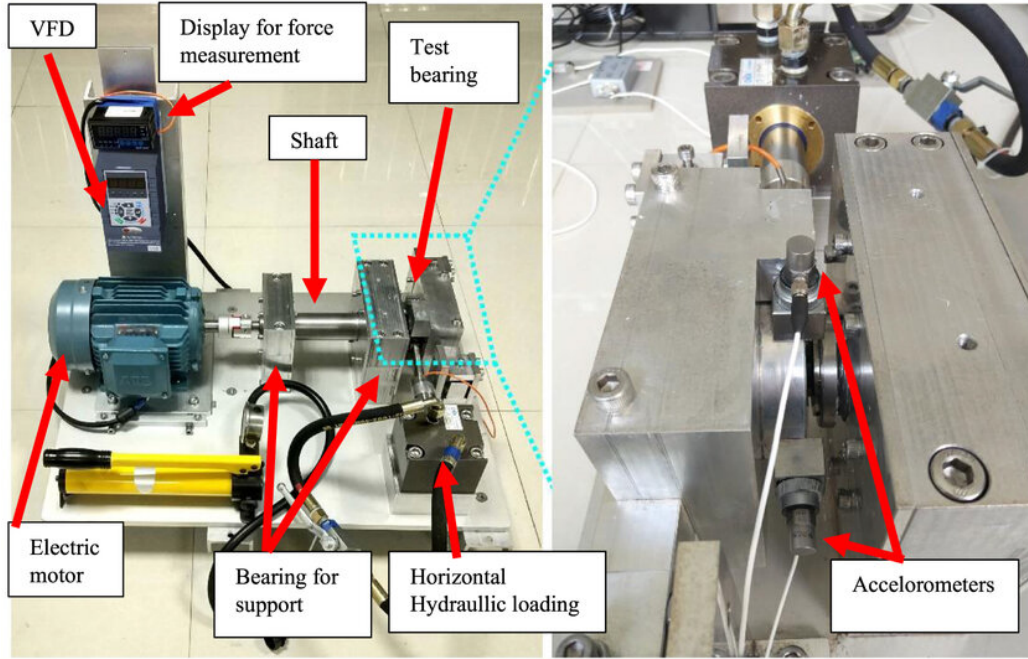 VFD
Display for force
measurement
Test
bearing
Shaft
Electric
motor
Bearing for
support
Horizontal
Hydraullic loading
Accelorometers